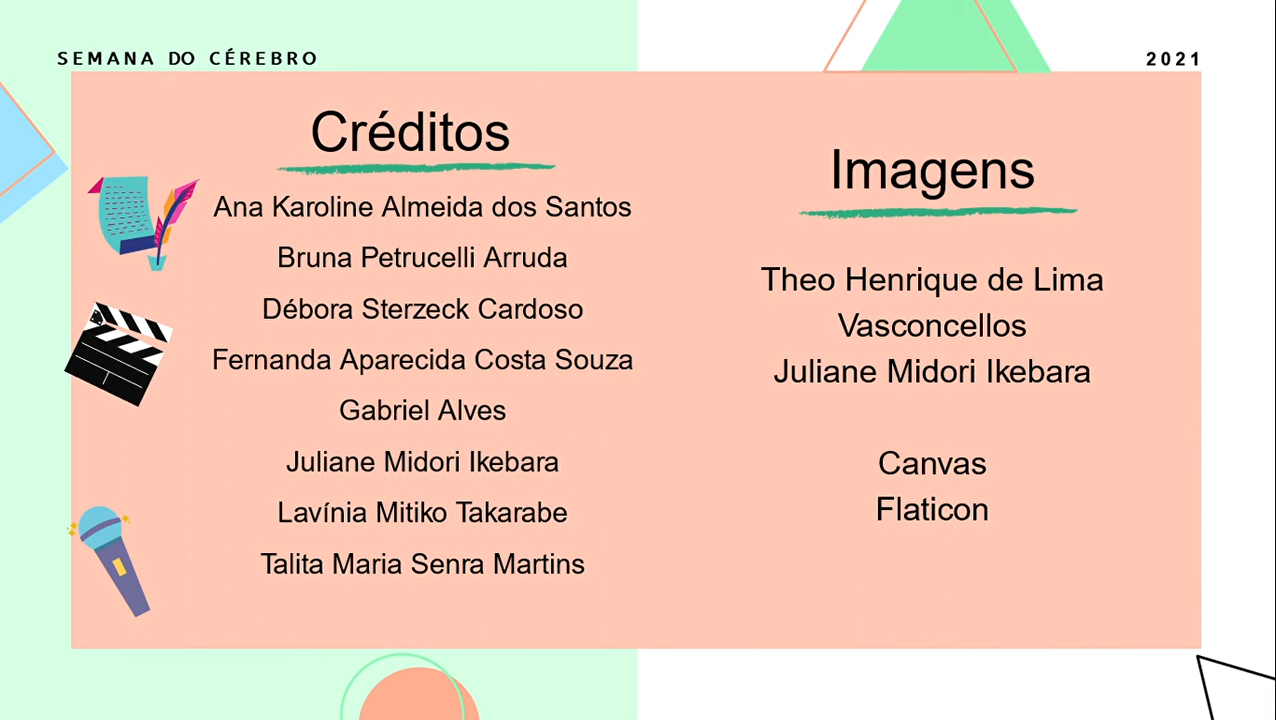 SEMANA DO CÉREBRO
2021
Créditos
Ana Karoline Almeida dos Santos
Bruna Petrucelli Arruda
Débora Sterzeck Cardoso
Fernanda Aparecida Costa Souza
Gabriel Alves
Juliane Midori Ikebara
Lavínia Mitiko Takarabe
Talita Maria Senra Martins
Imagens
Theo Henrique de Lima
Vasconcellos
Juliane Midori Ikebara
Canvas
Flaticon